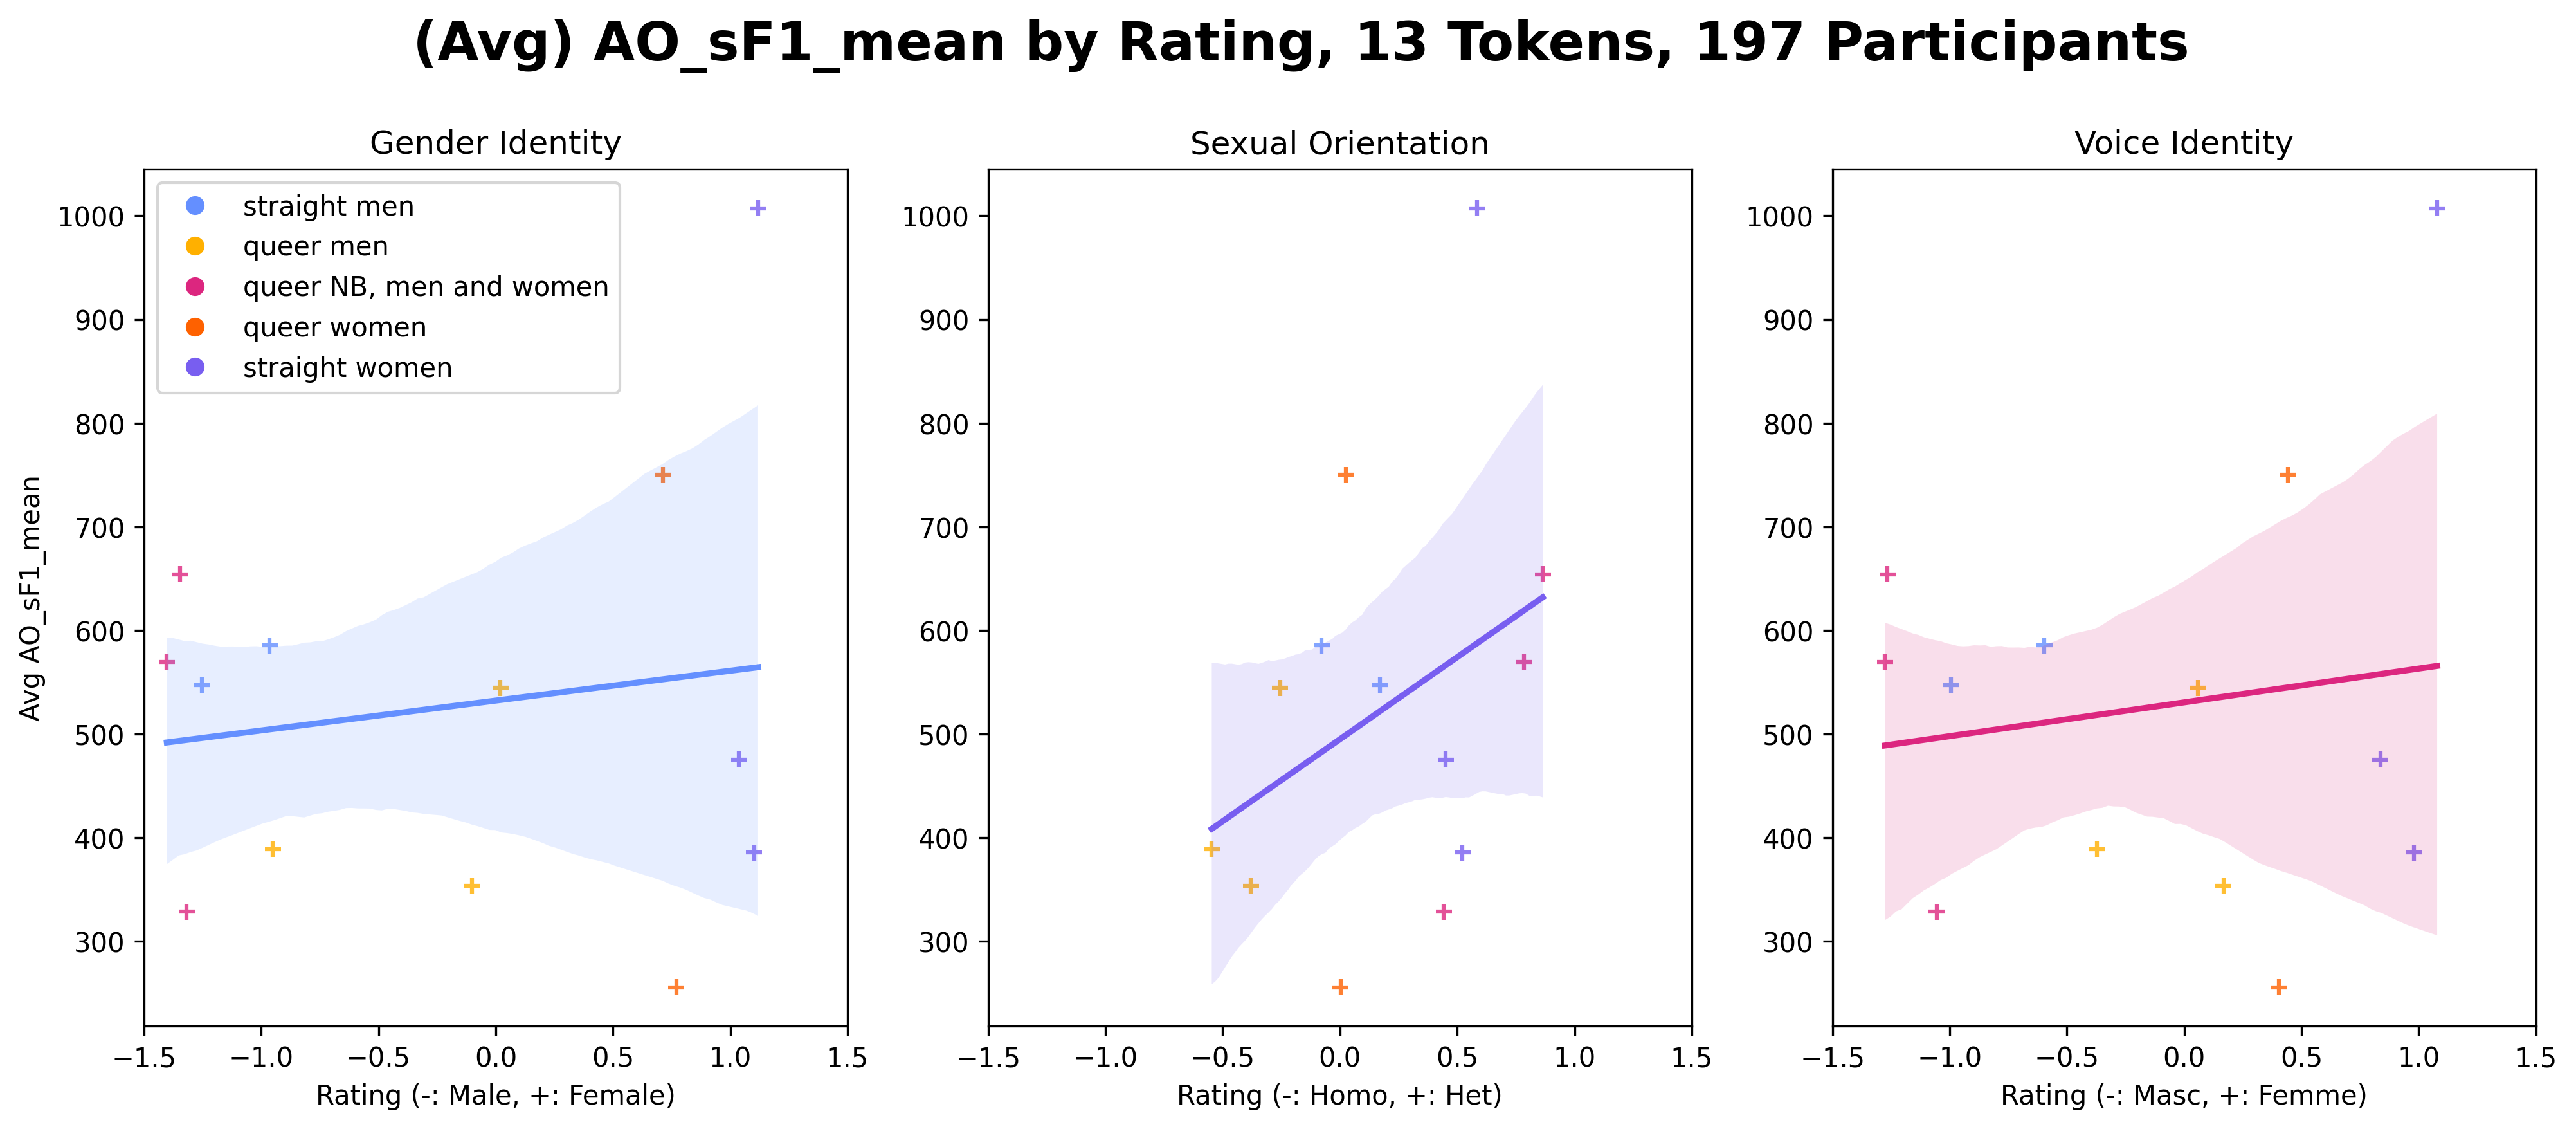 (Avg) AO_sF1_mean by Rating, 13 Tokens, 197 Participants
Gender Identity
straight men
queer men
queer NB, men and women
queer women
straight women
Avg AO_sF1_mean
1000
900
800
700
600
500
400
300
−1.5 −1.0 −0.5 0.0 0.5 1.0 1.5
Rating (-: Male, +: Female)
Sexual Orientation
1000
900
800
700
600
500
400
300
−1.5 −1.0 −0.5 0.0 0.5 1.0 1.5
Rating (-: Homo, +: Het)
Voice Identity
1000
900
800
700
600
500
400
300
−1.5 −1.0 −0.5 0.0 0.5 1.0 1.5
Rating (-: Masc, +: Femme)